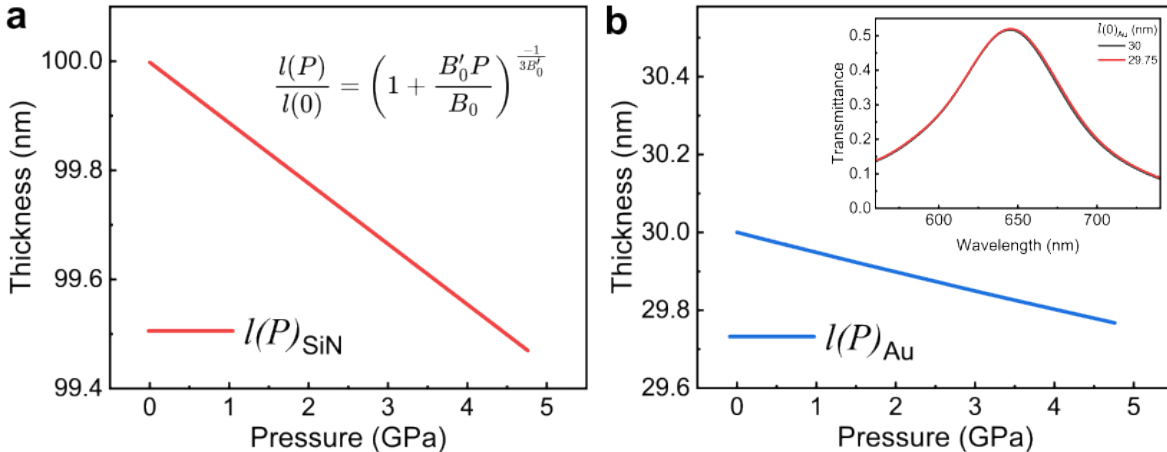 a
100.0
99.8
99.6
99.4
0 1 2 3 4 5
Thickness (nm)
Pressure (GPa)
l(P)/l(0) = (1 + B′₀P/B₀)^(-1/3B′₀)
l(P)SiN
b
30.4
30.2
30.0
29.8
29.6
0 1 2 3 4 5
Thickness (nm)
Pressure (GPa)
l(P)Au
0.5
0.4
0.3
0.2
0.1
0.0
600 650 700
Transmittance
Wavelength (nm)
l(0)Au (nm)
30
29.75